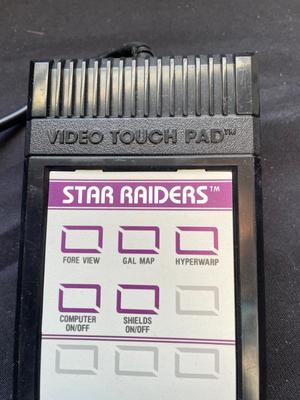 VIDEO TOUCH PAD™
STAR RAIDERS™
FORE VIEW GAL MAP HYPERWARP
COMPUTER ON/OFF SHIELDS ON/OFF